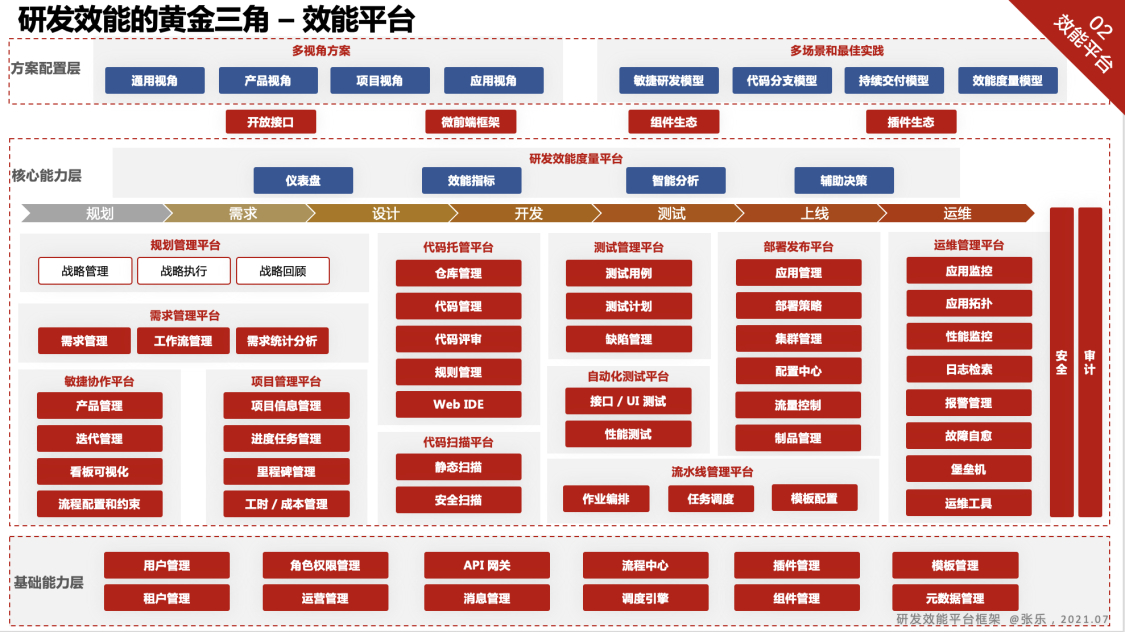 研发效能的黄金三角 – 效能平台
02
效能平台
方案配置层
多视角方案
通用视角 产品视角 项目视角 应用视角
多场景和最佳实践
敏捷研发模型 代码分支模型 持续交付模型 效能度量模型
开放接口 微前端框架 组件生态 插件生态
核心能力层
研发效能度量平台
仪表盘 效能指标 智能分析 辅助决策
规划 需求 设计 开发 测试 上线 运维
规划管理平台
战略管理 战略执行 战略回顾
需求管理平台
需求管理 工作流管理 需求统计分析
敏捷协作平台
产品管理
迭代管理
看板可视化
流程配置和约束
项目管理平台
项目信息管理
进度任务管理
里程碑管理
工时 / 成本管理
代码托管平台
仓库管理
代码管理
代码评审
规则管理
Web IDE
代码扫描平台
静态扫描
安全扫描
测试管理平台
测试用例
测试计划
缺陷管理
自动化测试平台
接口 / UI 测试
性能测试
部署发布平台
应用管理
部署策略
集群管理
配置中心
流量控制
制品管理
流水线管理平台
作业编排 任务调度 模板配置
运维管理平台
应用监控
应用拓扑
性能监控
日志检索
报警管理
故障自愈
堡垒机
运维工具
安全
审计
基础能力层
用户管理 角色权限管理 API 网关 流程中心 插件管理 模板管理
租户管理 运营管理 消息管理 调度引擎 组件管理 元数据管理
研发效能平台框架 @张乐，2021.07